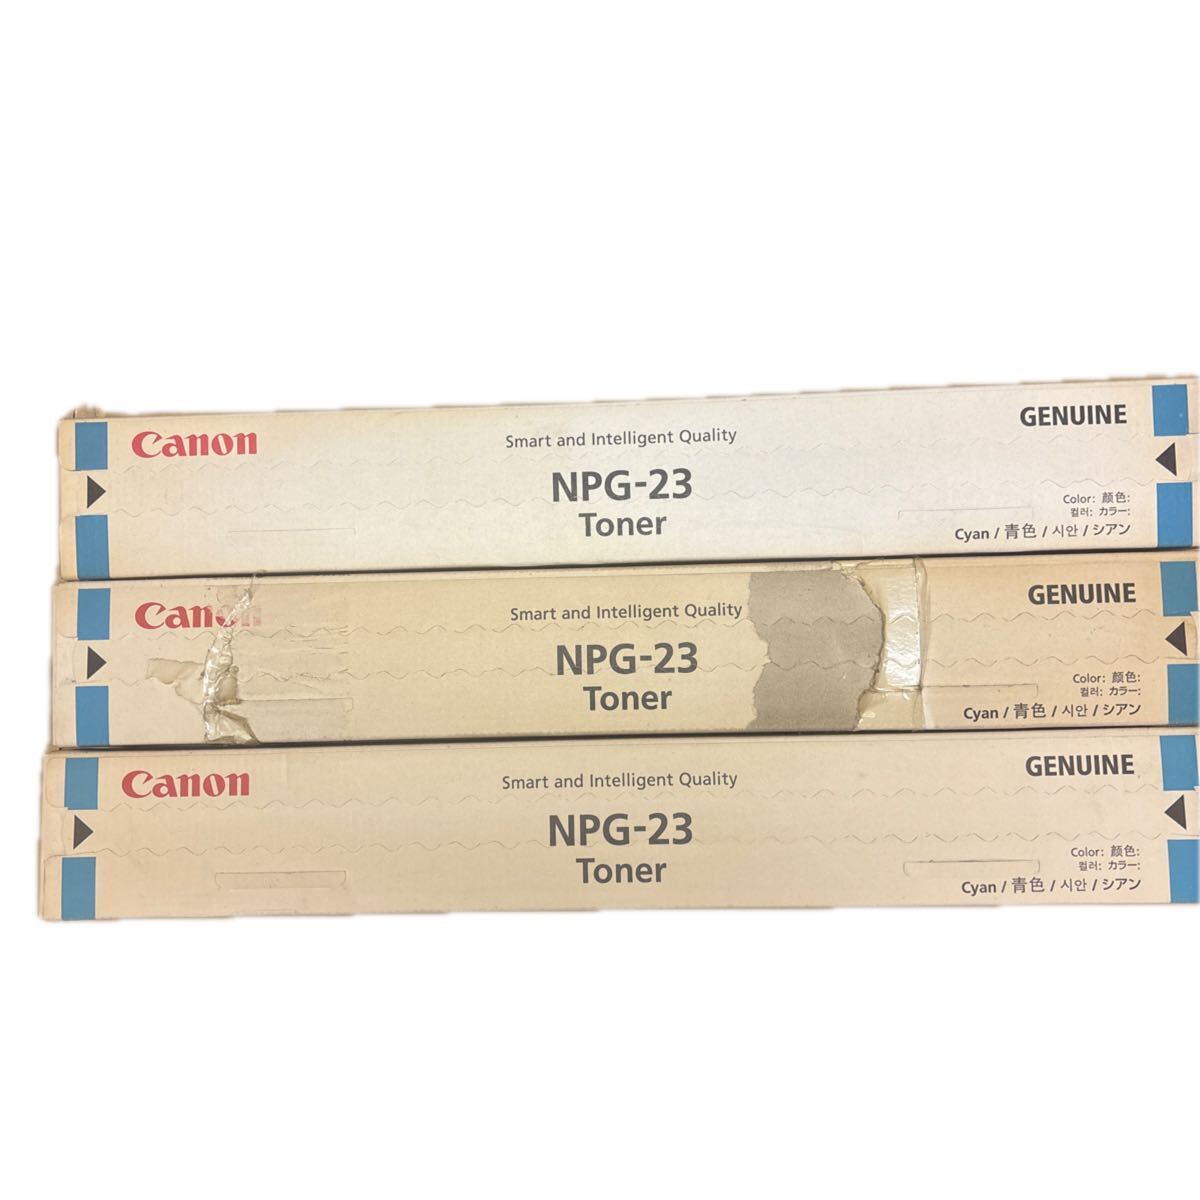 Canon
Smart and Intelligent Quality
GENUINE
NPG-23
Toner
Color: 颜色:
컬러: カラー:
Cyan / 青色 / 시안 / シアン
Canon
Smart and Intelligent Quality
GENUINE
NPG-23
Toner
Color: 颜色:
컬러: カラー:
Cyan / 青色 / 시안 / シアン
Canon
Smart and Intelligent Quality
GENUINE
NPG-23
Toner
Color: 颜色:
컬러: カラー:
Cyan / 青色 / 시안 / シアン